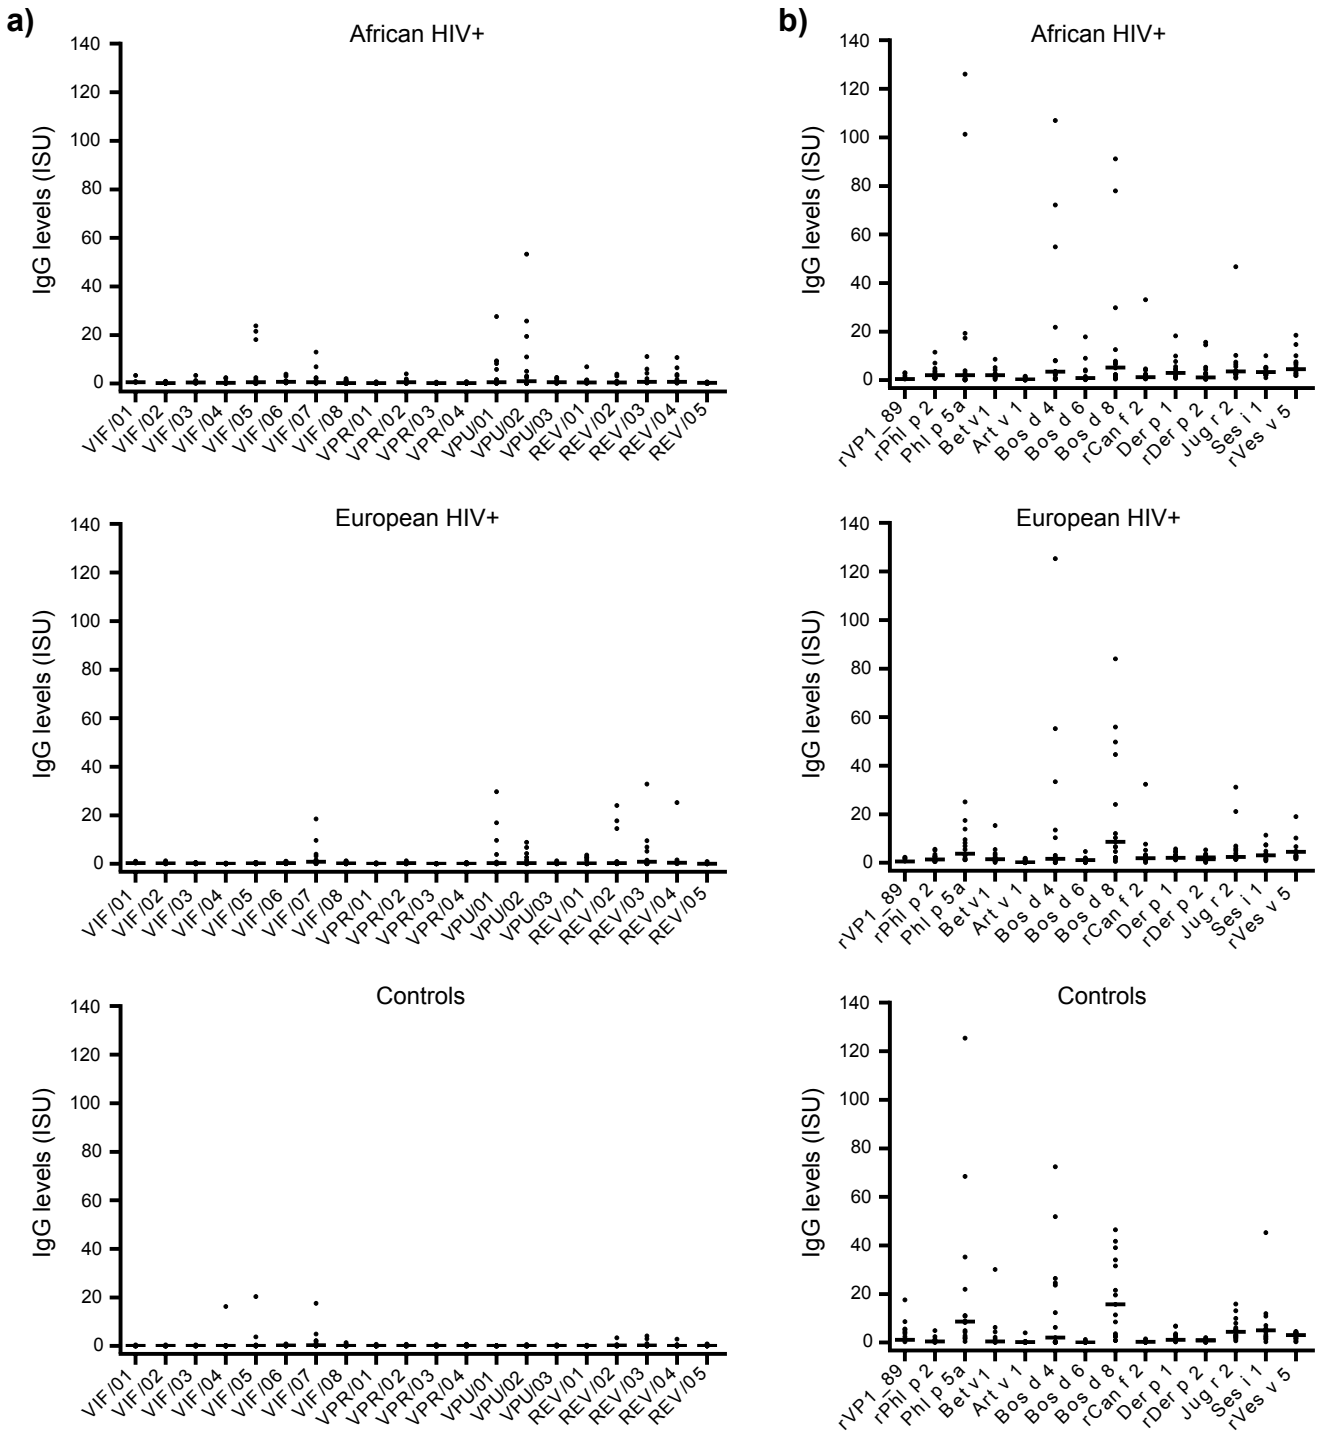 a)
African HIV+
IgG levels (ISU)
140
120
100
80
60
40
20
0
VIF/01
VIF/02
VIF/03
VIF/04
VIF/05
VIF/06
VIF/07
VIF/08
VPR/01
VPR/02
VPR/03
VPR/04
VPU/01
VPU/02
VPU/03
REV/01
REV/02
REV/03
REV/04
REV/05
European HIV+
IgG levels (ISU)
140
120
100
80
60
40
20
0
VIF/01
VIF/02
VIF/03
VIF/04
VIF/05
VIF/06
VIF/07
VIF/08
VPR/01
VPR/02
VPR/03
VPR/04
VPU/01
VPU/02
VPU/03
REV/01
REV/02
REV/03
REV/04
REV/05
Controls
IgG levels (ISU)
140
120
100
80
60
40
20
0
VIF/01
VIF/02
VIF/03
VIF/04
VIF/05
VIF/06
VIF/07
VIF/08
VPR/01
VPR/02
VPR/03
VPR/04
VPU/01
VPU/02
VPU/03
REV/01
REV/02
REV/03
REV/04
REV/05
b)
African HIV+
IgG levels (ISU)
140
120
100
80
60
40
20
0
rVP1_89
rPhl p 2
Phl p 5a
Bet v 1
Art v 1
Bos d 4
Bos d 6
Bos d 8
rCan f 2
Der p 1
rDer p 2
Jug r 2
Ses i 1
rVes v 5
European HIV+
IgG levels (ISU)
140
120
100
80
60
40
20
0
rVP1_89
rPhl p 2
Phl p 5a
Bet v 1
Art v 1
Bos d 4
Bos d 6
Bos d 8
rCan f 2
Der p 1
rDer p 2
Jug r 2
Ses i 1
rVes v 5
Controls
IgG levels (ISU)
140
120
100
80
60
40
20
0
rVP1_89
rPhl p 2
Phl p 5a
Bet v 1
Art v 1
Bos d 4
Bos d 6
Bos d 8
rCan f 2
Der p 1
rDer p 2
Jug r 2
Ses i 1
rVes v 5